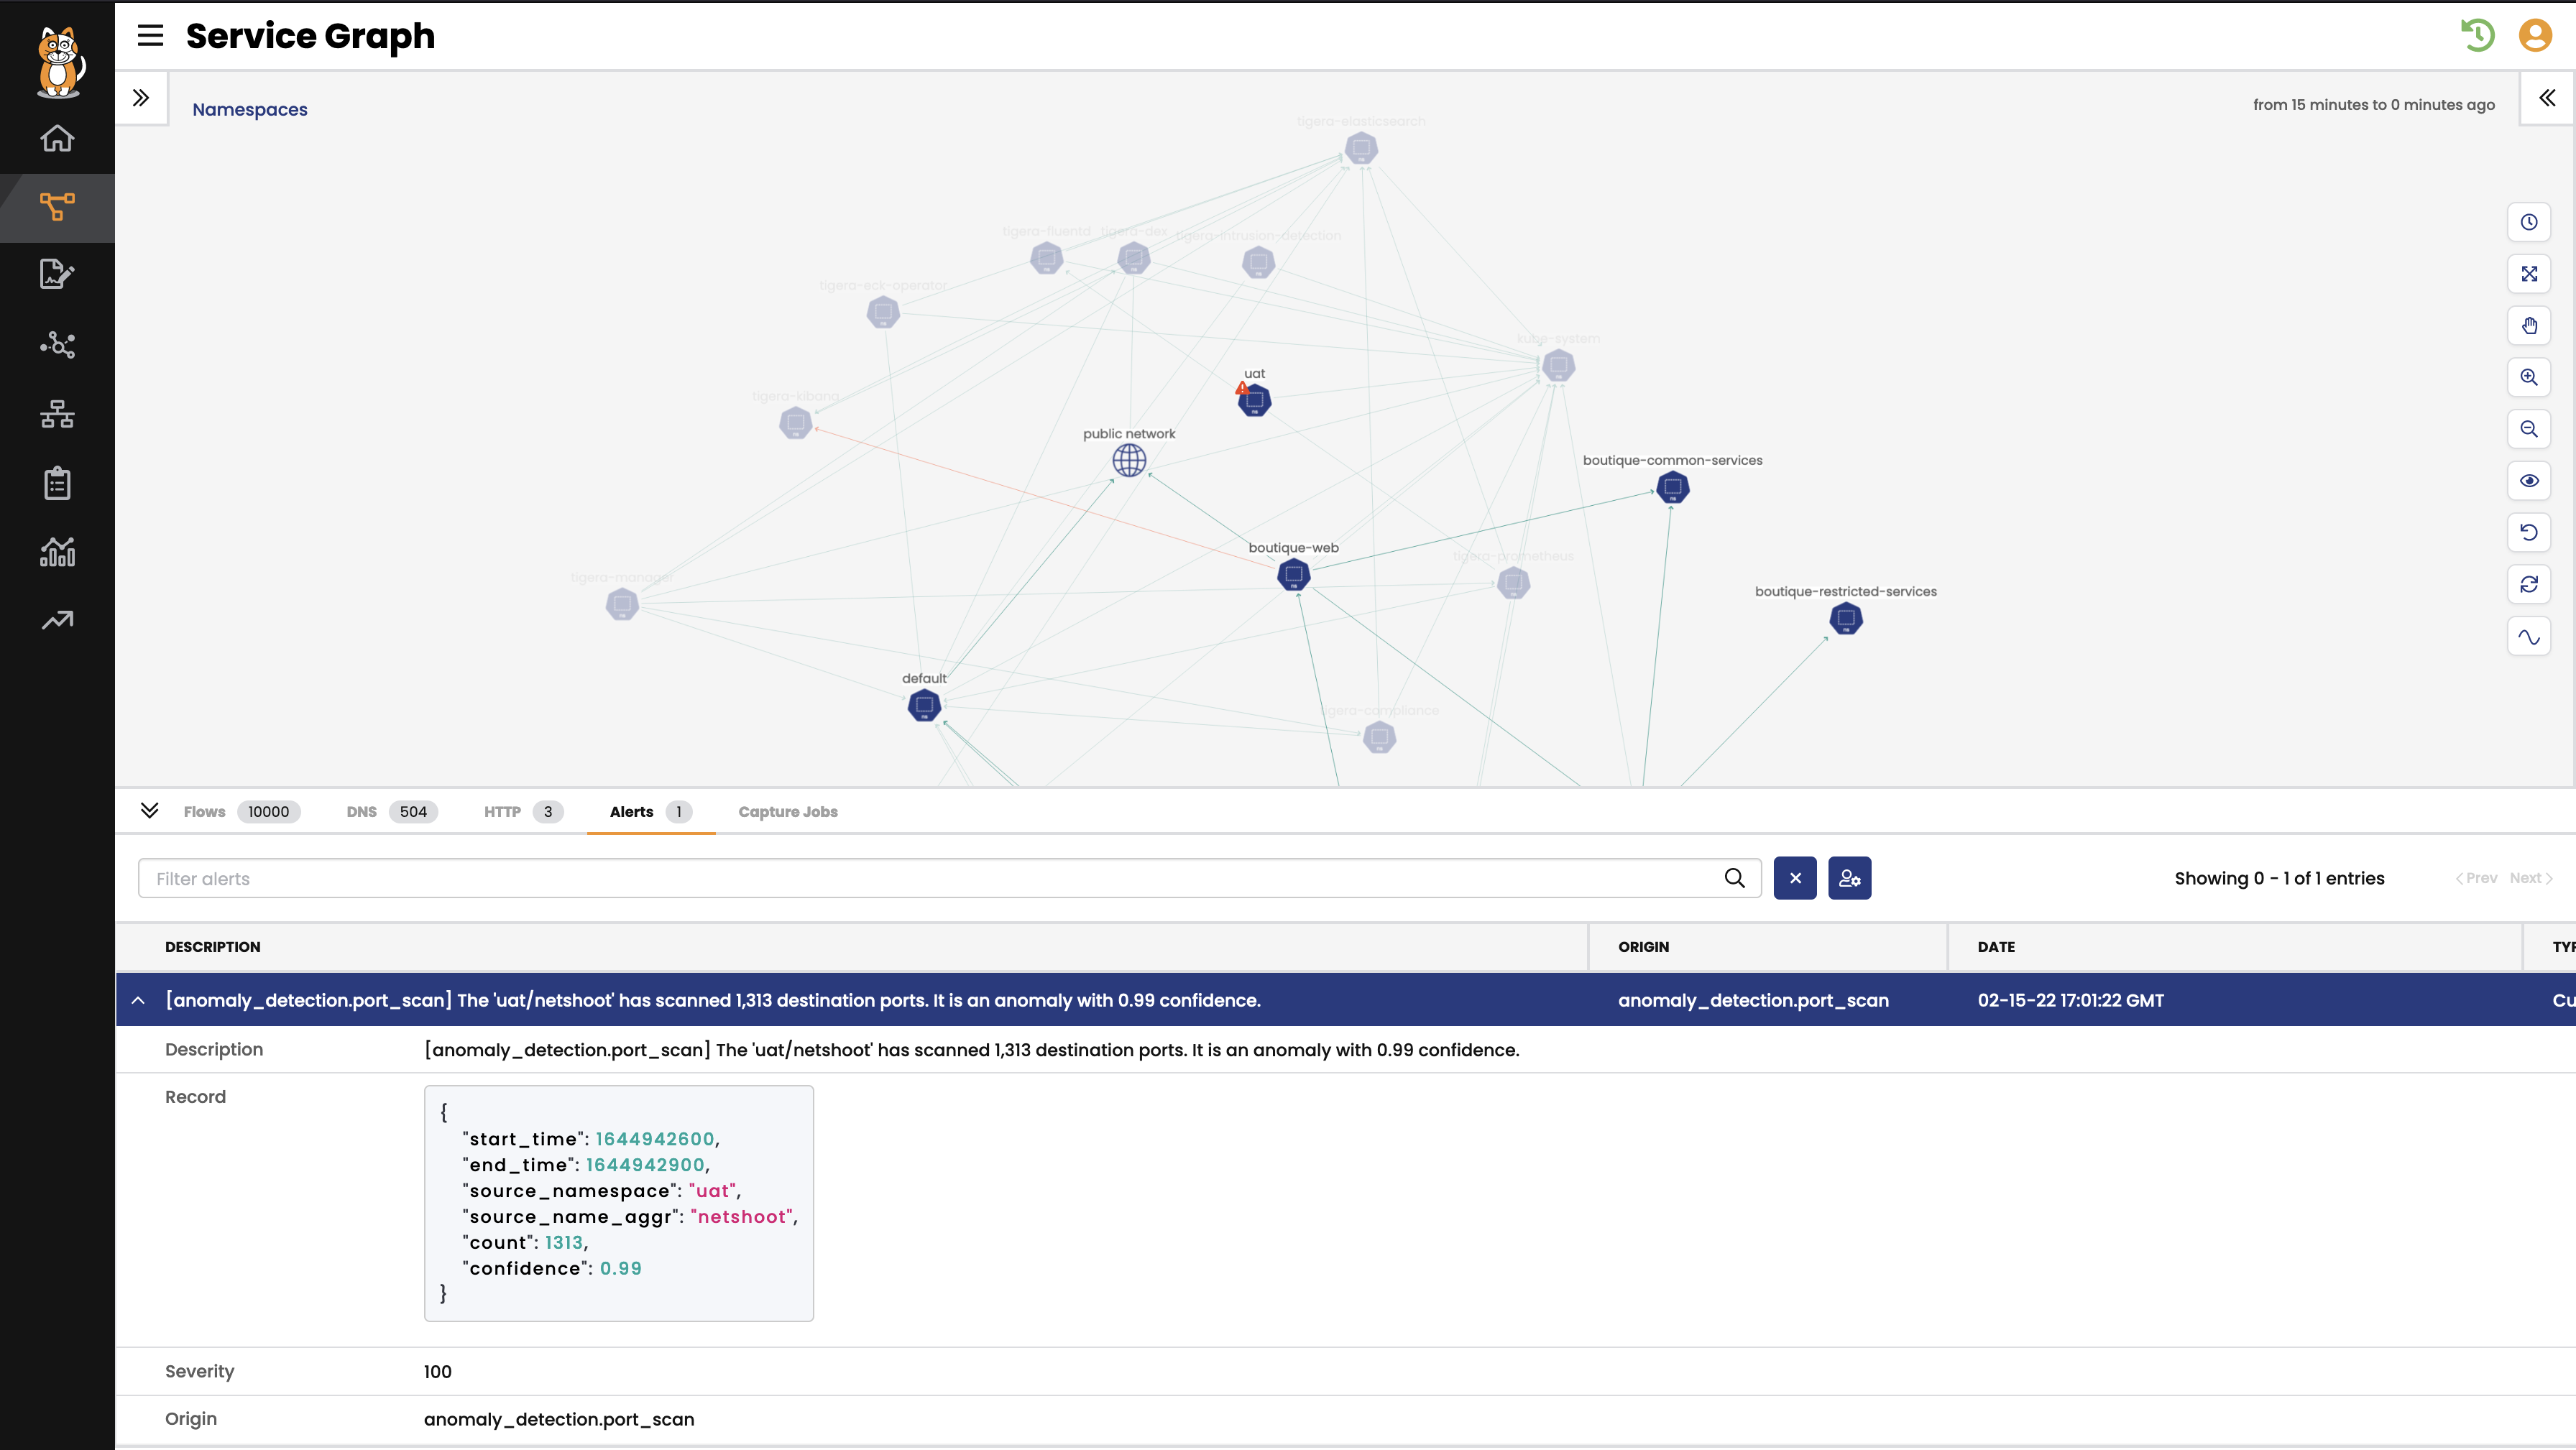 Service Graph
Namespaces
from 15 minutes to 0 minutes ago
tigera-elasticsearch
tigera-fluentd
tigera-dex
tigera-intrusion-detection
tigera-eck-operator
kube-system
uat
tigera-kibana
public network
boutique-common-services
boutique-web
tigera-prometheus
tigera-manager
boutique-restricted-services
default
tigera-compliance
Flows 10000 DNS 504 HTTP 3 Alerts 1 Capture Jobs
Filter alerts
Showing 0 - 1 of 1 entries
Prev Next
DESCRIPTION ORIGIN DATE TYP
[anomaly_detection.port_scan] The 'uat/netshoot' has scanned 1,313 destination ports. It is an anomaly with 0.99 confidence. anomaly_detection.port_scan 02-15-22 17:01:22 GMT Cu
Description [anomaly_detection.port_scan] The 'uat/netshoot' has scanned 1,313 destination ports. It is an anomaly with 0.99 confidence.
Record
{
"start_time": 1644942600,
"end_time": 1644942900,
"source_namespace": "uat",
"source_name_aggr": "netshoot",
"count": 1313,
"confidence": 0.99
}
Severity 100
Origin anomaly_detection.port_scan